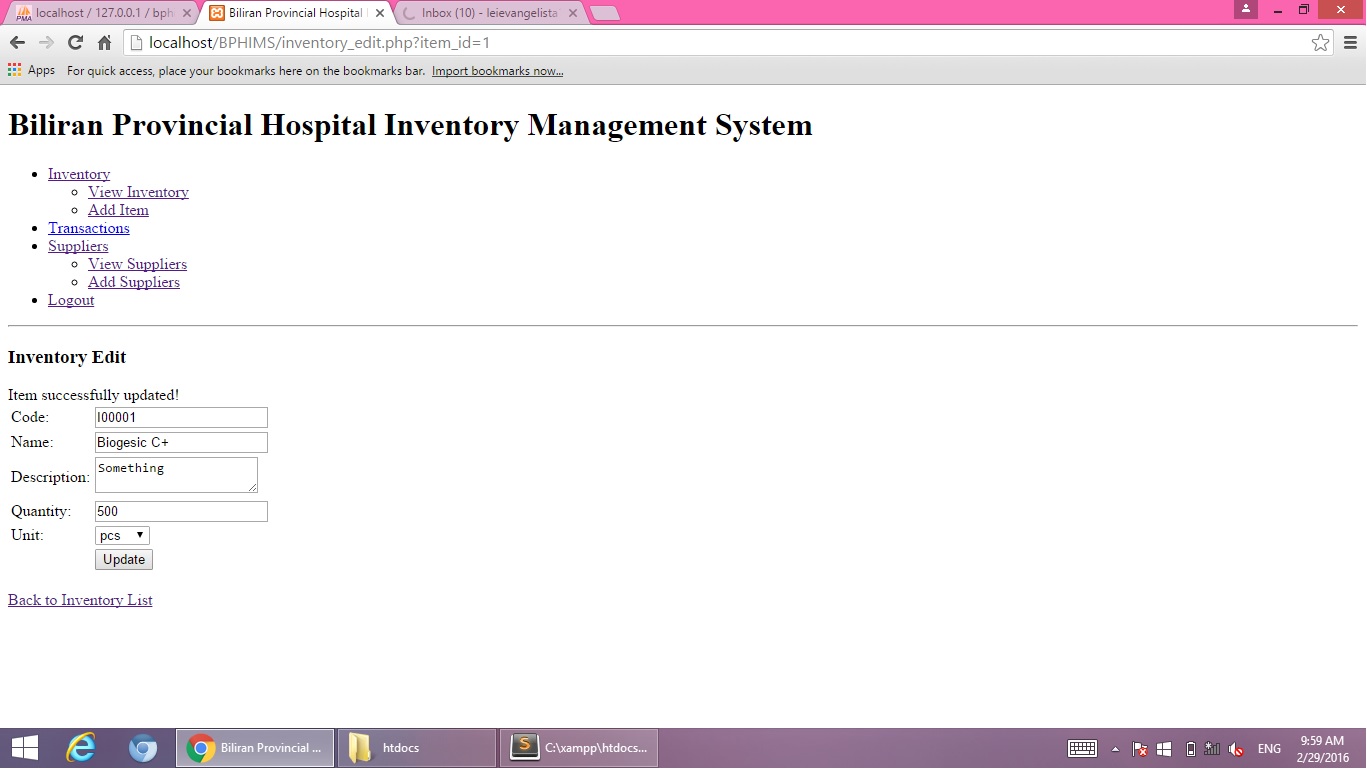 localhost / 127.0.0.1 / bph
Biliran Provincial Hospital
Inbox (10) - leievangelista
localhost/BPHIMS/inventory_edit.php?item_id=1
Apps For quick access, place your bookmarks here on the bookmarks bar. Import bookmarks now...
Biliran Provincial Hospital Inventory Management System
Inventory
View Inventory
Add Item
Transactions
Suppliers
View Suppliers
Add Suppliers
Logout
Inventory Edit
Item successfully updated!
Code: I00001
Name: Biogesic C+
Description: Something
Quantity: 500
Unit: pcs
Update
Back to Inventory List
Biliran Provincial ...
htdocs
C:\xampp\htdocs...
ENG
9:59 AM
2/29/2016